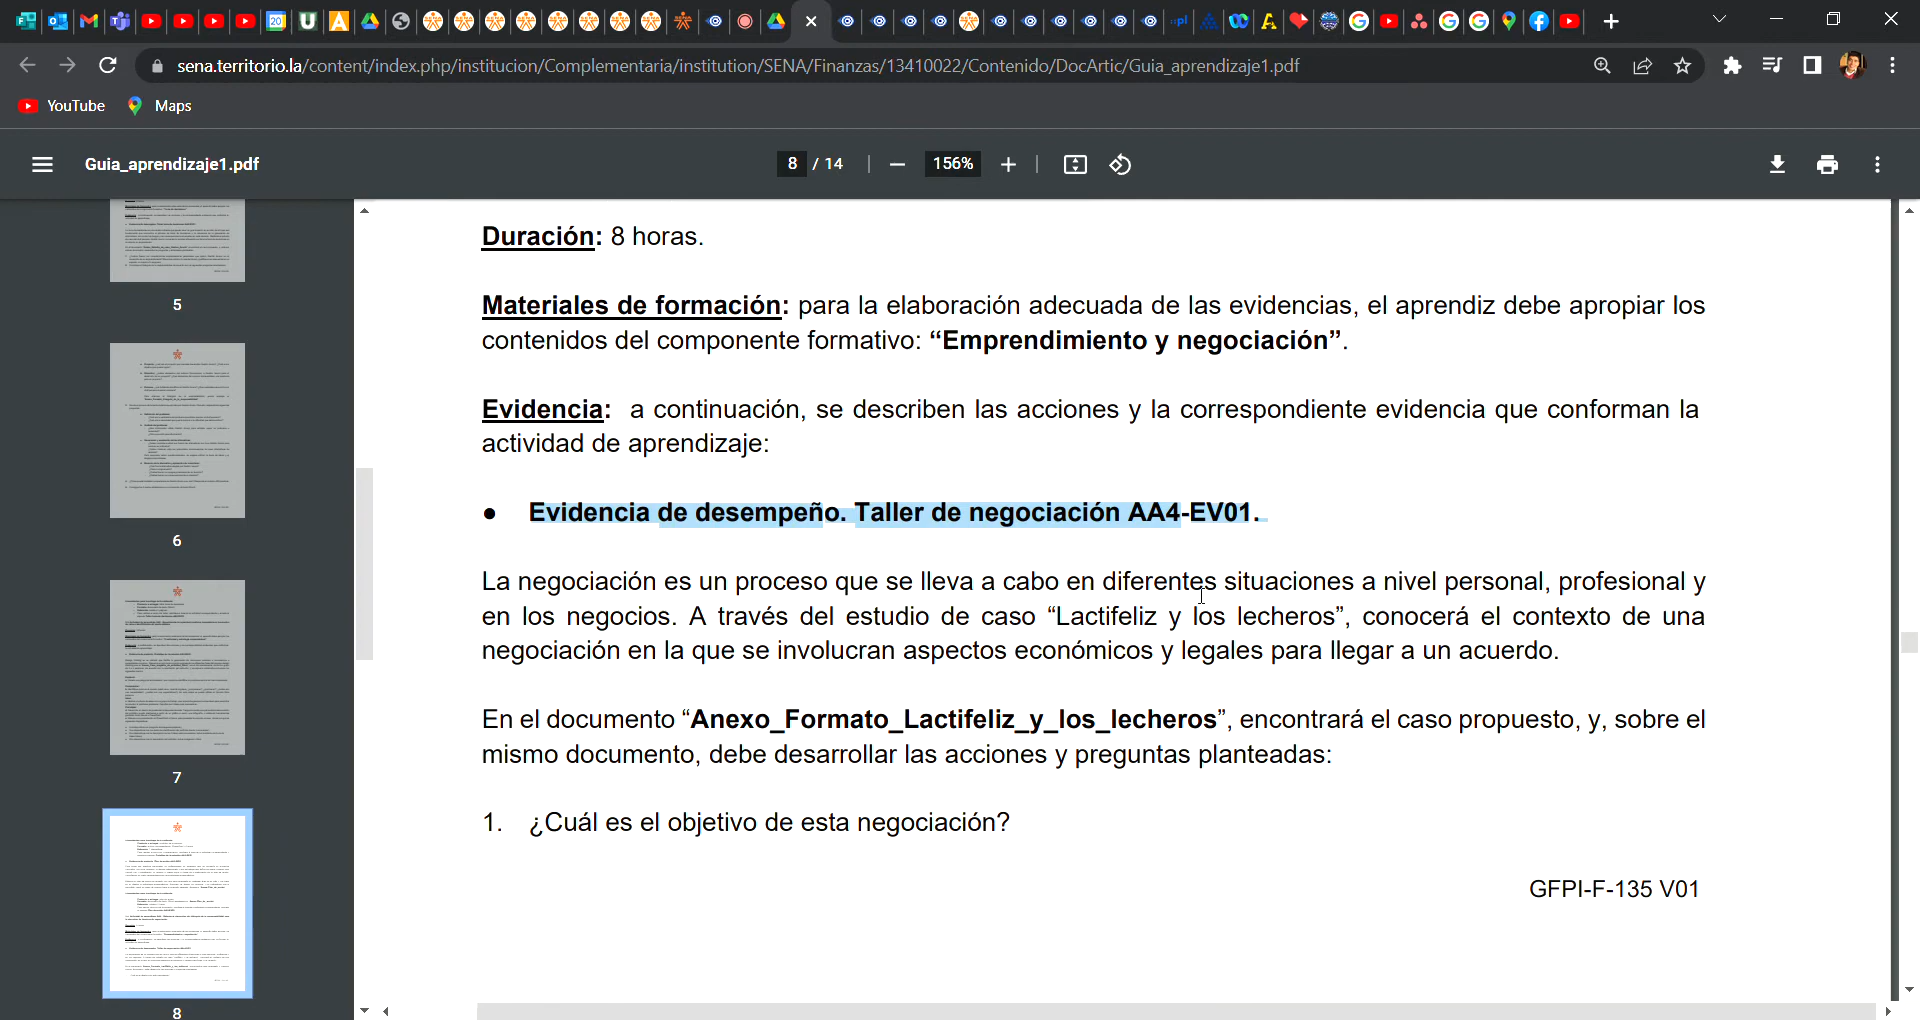 20
sena.territorio.la/content/index.php/institucion/Complementaria/institution/SENA/Finanzas/13410022/Contenido/DocArtic/Guia_aprendizaje1.pdf
YouTube Maps
Guia_aprendizaje1.pdf 8 / 14 156%
5
6
7
8
Duración: 8 horas.
Materiales de formación: para la elaboración adecuada de las evidencias, el aprendiz debe apropiar los
contenidos del componente formativo: “Emprendimiento y negociación”.
Evidencia: a continuación, se describen las acciones y la correspondiente evidencia que conforman la
actividad de aprendizaje:
● Evidencia de desempeño. Taller de negociación AA4-EV01.
La negociación es un proceso que se lleva a cabo en diferentes situaciones a nivel personal, profesional y
en los negocios. A través del estudio de caso “Lactifeliz y los lecheros”, conocerá el contexto de una
negociación en la que se involucran aspectos económicos y legales para llegar a un acuerdo.
En el documento “Anexo_Formato_Lactifeliz_y_los_lecheros”, encontrará el caso propuesto, y, sobre el
mismo documento, debe desarrollar las acciones y preguntas planteadas:
1. ¿Cuál es el objetivo de esta negociación?
GFPI-F-135 V01